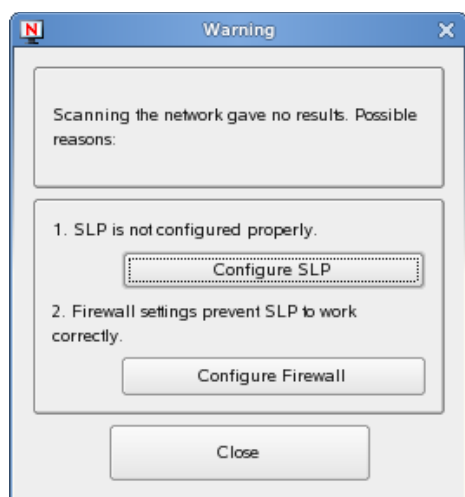 N
Warning
Scanning the network gave no results. Possible
reasons:
1. SLP is not configured properly.
Configure SLP
2. Firewall settings prevent SLP to work
correctly.
Configure Firewall
Close